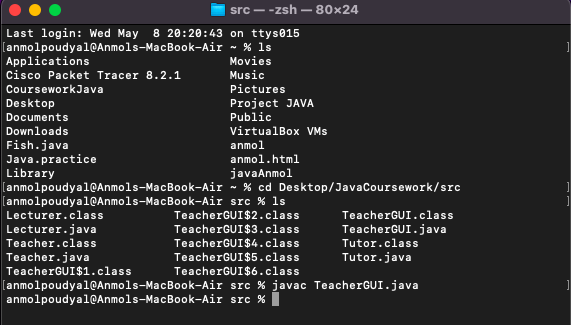 src — -zsh — 80×24
Last login: Wed May  8 20:20:43 on ttys015
[anmolpoudyal@Anmols-MacBook-Air ~ % ls ]
Applications Movies
Cisco Packet Tracer 8.2.1 Music
CourseworkJava Pictures
Desktop Project JAVA
Documents Public
Downloads VirtualBox VMs
Fish.java anmol
Java.practice anmol.html
Library javaAnmol
[anmolpoudyal@Anmols-MacBook-Air ~ % cd Desktop/JavaCoursework/src ]
[anmolpoudyal@Anmols-MacBook-Air src % ls ]
Lecturer.class TeacherGUI$2.class TeacherGUI.class
Lecturer.java TeacherGUI$3.class TeacherGUI.java
Teacher.class TeacherGUI$4.class Tutor.class
Teacher.java TeacherGUI$5.class Tutor.java
TeacherGUI$1.class TeacherGUI$6.class
[anmolpoudyal@Anmols-MacBook-Air src % javac TeacherGUI.java ]
anmolpoudyal@Anmols-MacBook-Air src %